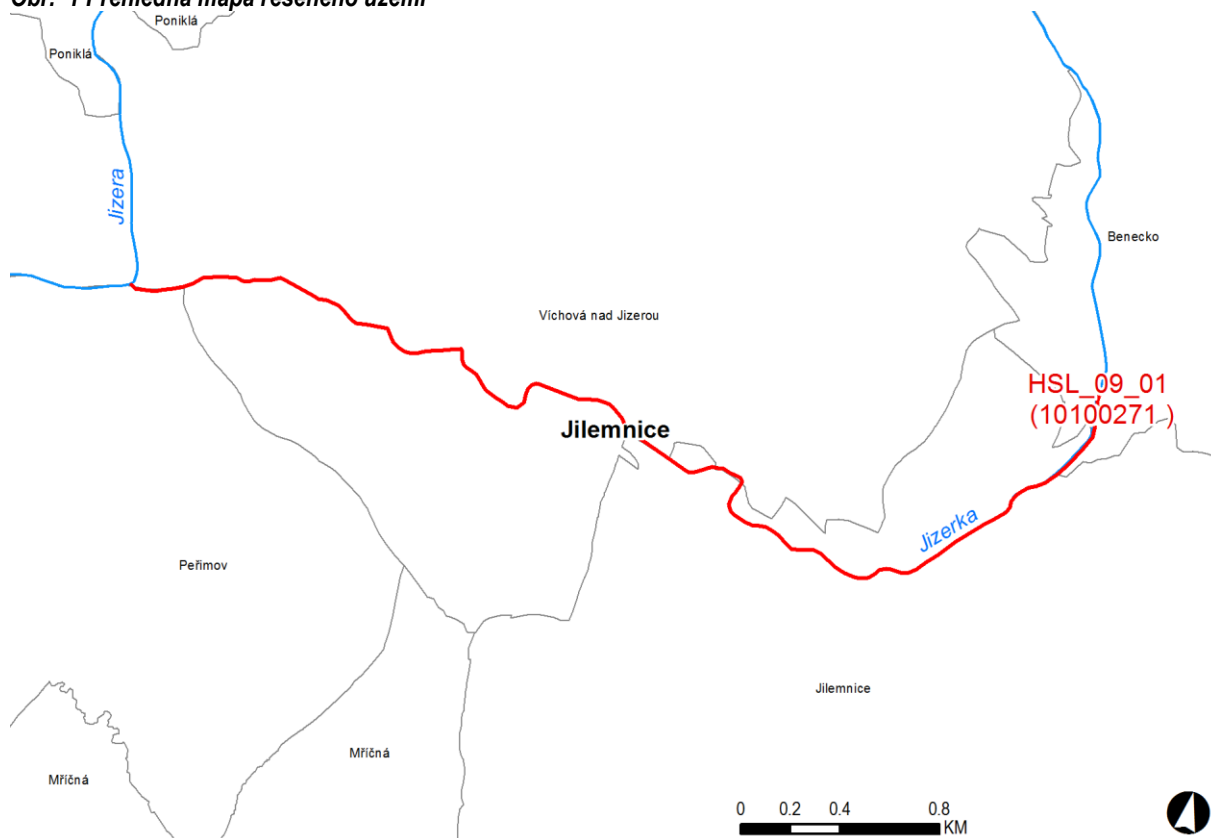 Poniklá
Poniklá
Jizera
Benecko
Víchová nad Jizerou
HSL_09_01
(10100271 )
Jilemnice
Jizerka
Peřimov
Jilemnice
Mříčná
Mříčná
0 0.2 0.4 0.8
KM